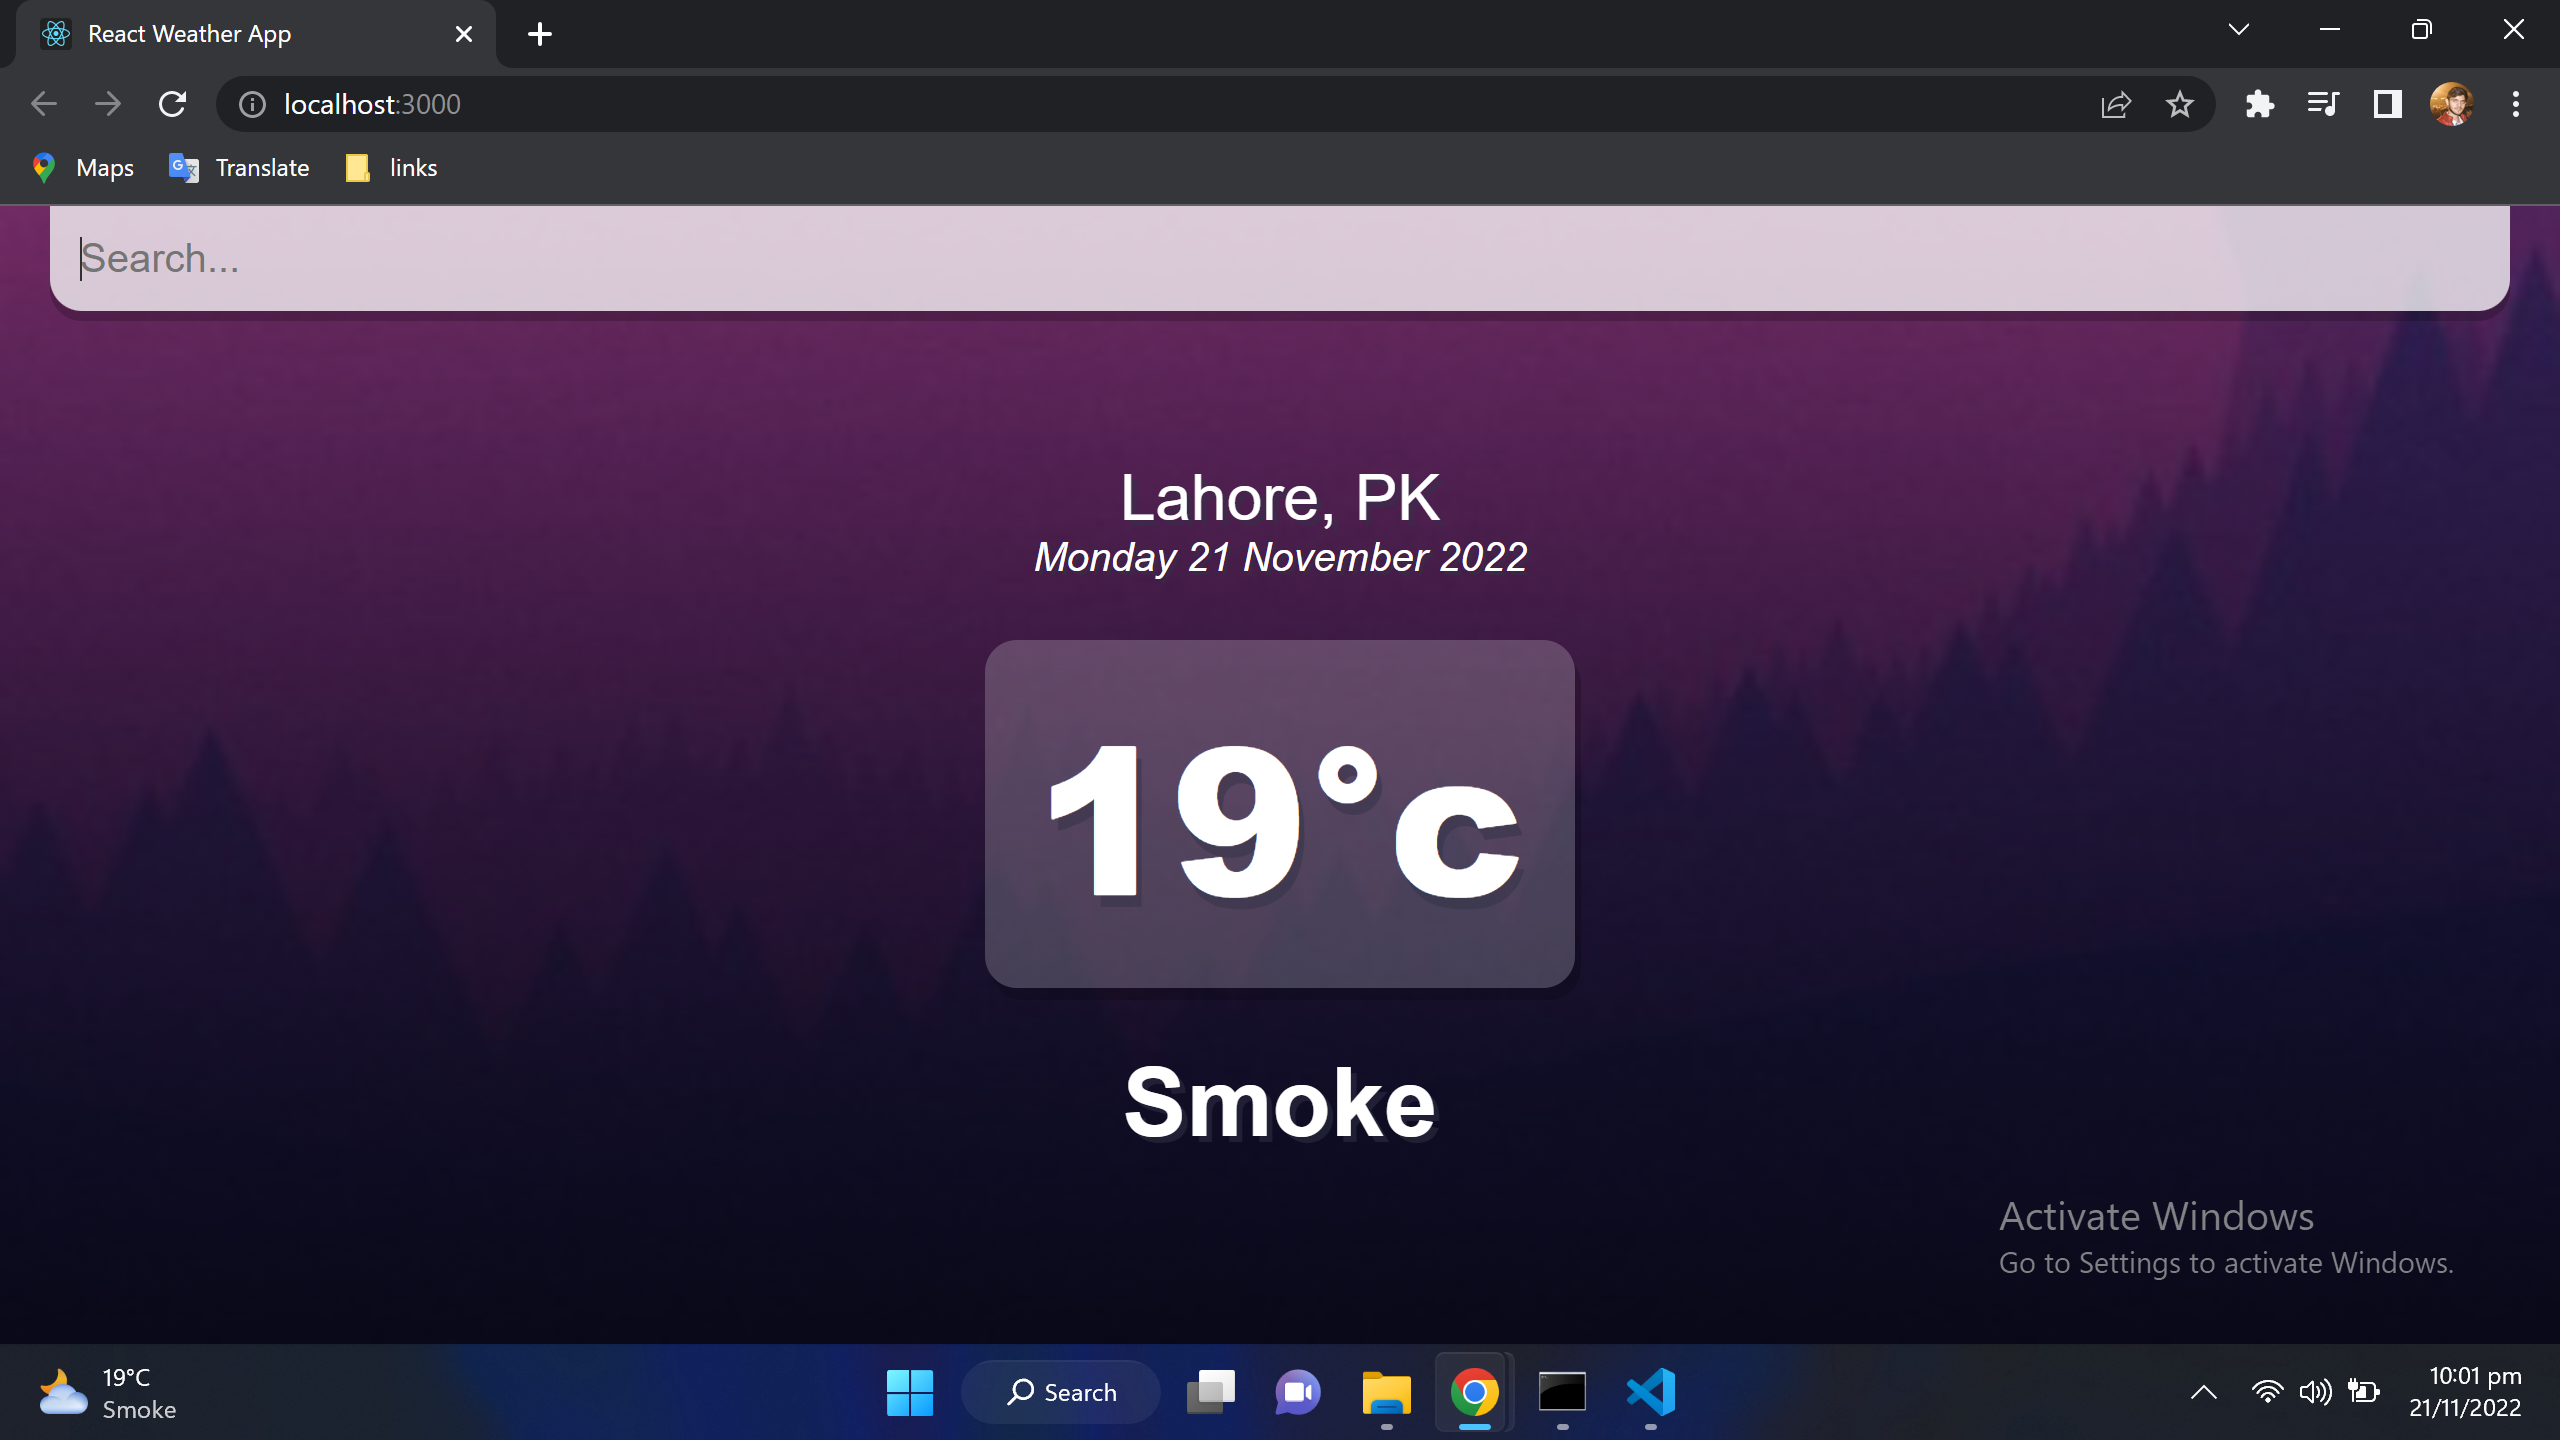 React Weather App
localhost:3000
Maps Translate links
Search...
Lahore, PK
Monday 21 November 2022
19°c
Smoke
Activate Windows
Go to Settings to activate Windows.
19°C
Smoke
Search
10:01 pm
21/11/2022